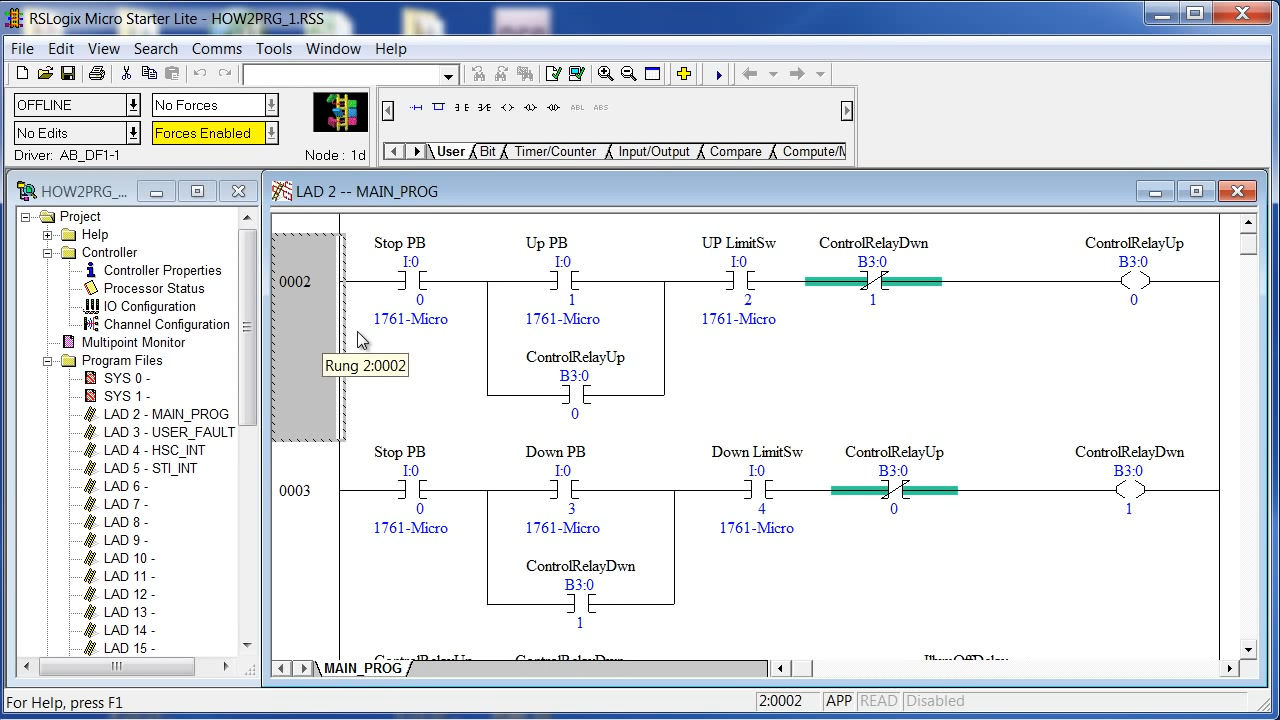 RSLogix Micro Starter Lite - HOW2PRG_1.RSS
File Edit View Search Comms Tools Window Help
OFFLINE No Forces
No Edits Forces Enabled
Driver: AB_DF1-1 Node : 1d
ABL ABS
User Bit Timer/Counter Input/Output Compare Compute/M
HOW2PRG_...
Project
Help
Controller
Controller Properties
Processor Status
IO Configuration
Channel Configuration
Multipoint Monitor
Program Files
SYS 0 -
SYS 1 -
LAD 2 - MAIN_PROG
LAD 3 - USER_FAULT
LAD 4 - HSC_INT
LAD 5 - STI_INT
LAD 6 -
LAD 7 -
LAD 8 -
LAD 9 -
LAD 10 -
LAD 11 -
LAD 12 -
LAD 13 -
LAD 14 -
LAD 15 -
LAD 2 -- MAIN_PROG
Stop PB Up PB UP LimitSw ControlRelayDwn ControlRelayUp
I:0 I:0 I:0 B3:0 B3:0
0002
0 1 2 1 0
1761-Micro 1761-Micro 1761-Micro
Rung 2:0002
ControlRelayUp
B3:0
0
Stop PB Down PB Down LimitSw ControlRelayUp ControlRelayDwn
I:0 I:0 I:0 B3:0 B3:0
0003
0 3 4 0 1
1761-Micro 1761-Micro 1761-Micro
ControlRelayDwn
B3:0
1
ControlRelayUp ControlRelayDwn
MAIN_PROG
For Help, press F1 2:0002 APP READ Disabled